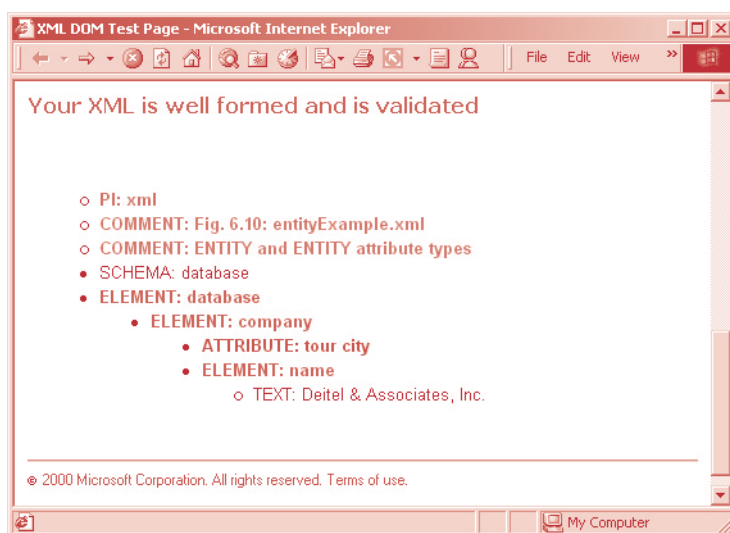 XML DOM Test Page - Microsoft Internet Explorer
File Edit View »
Your XML is well formed and is validated
PI: xml
COMMENT: Fig. 6.10: entityExample.xml
COMMENT: ENTITY and ENTITY attribute types
SCHEMA: database
ELEMENT: database
ELEMENT: company
ATTRIBUTE: tour city
ELEMENT: name
TEXT: Deitel & Associates, Inc.
© 2000 Microsoft Corporation. All rights reserved. Terms of use.
My Computer